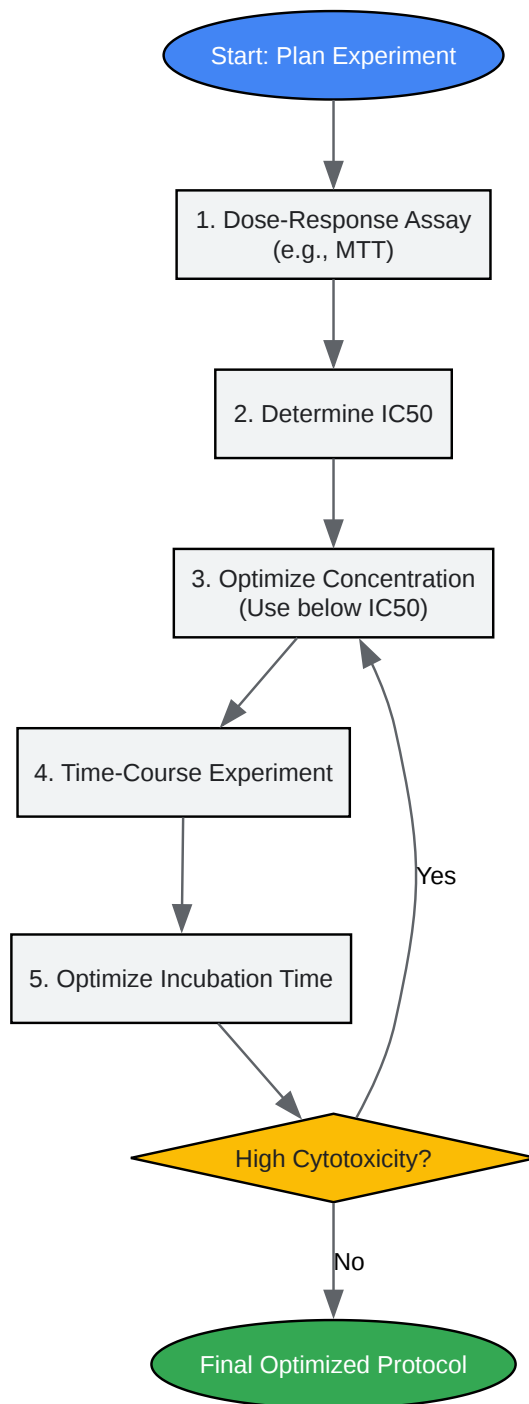 Start: Plan Experiment
1. Dose-Response Assay
(e.g., MTT)
2. Determine IC50
3. Optimize Concentration
(Use below IC50)
4. Time-Course Experiment
Yes
5. Optimize Incubation Time
High Cytotoxicity?
No
Final Optimized Protocol